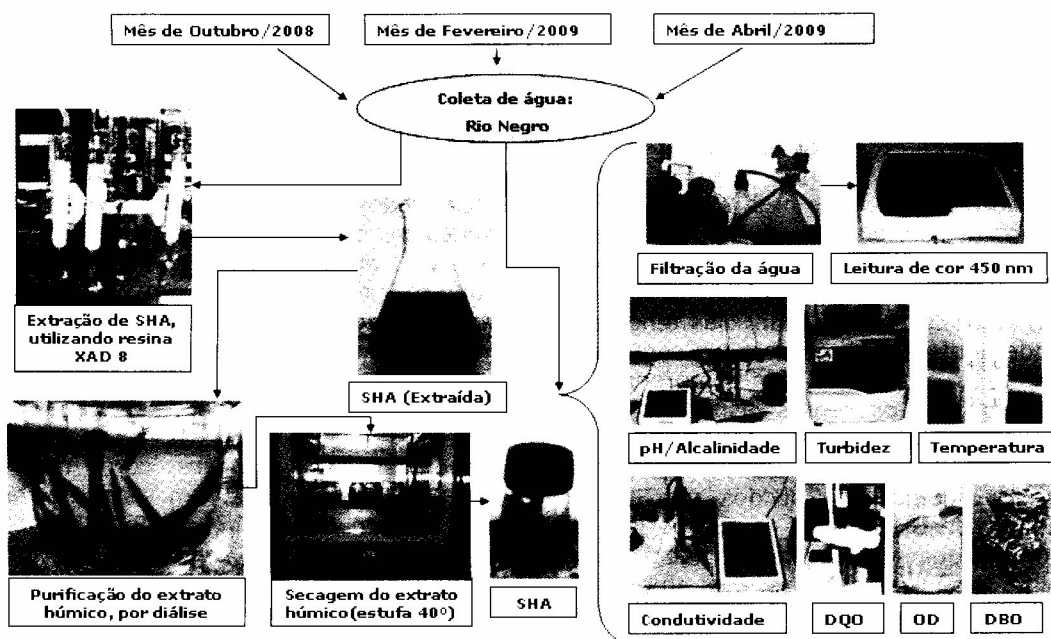 Mês de Outubro/2008
Mês de Fevereiro/2009
Mês de Abril/2009
Coleta de água:
Rio Negro
Extração de SHA,
utilizando resina
XAD 8
SHA (Extraída)
Filtração da água
Leitura de cor 450 nm
pH/Alcalinidade
Turbidez
Temperatura
Purificação do extrato
húmico, por diálise
Secagem do extrato
húmico(estufa 40º)
SHA
Condutividade
DQO
OD
DBO